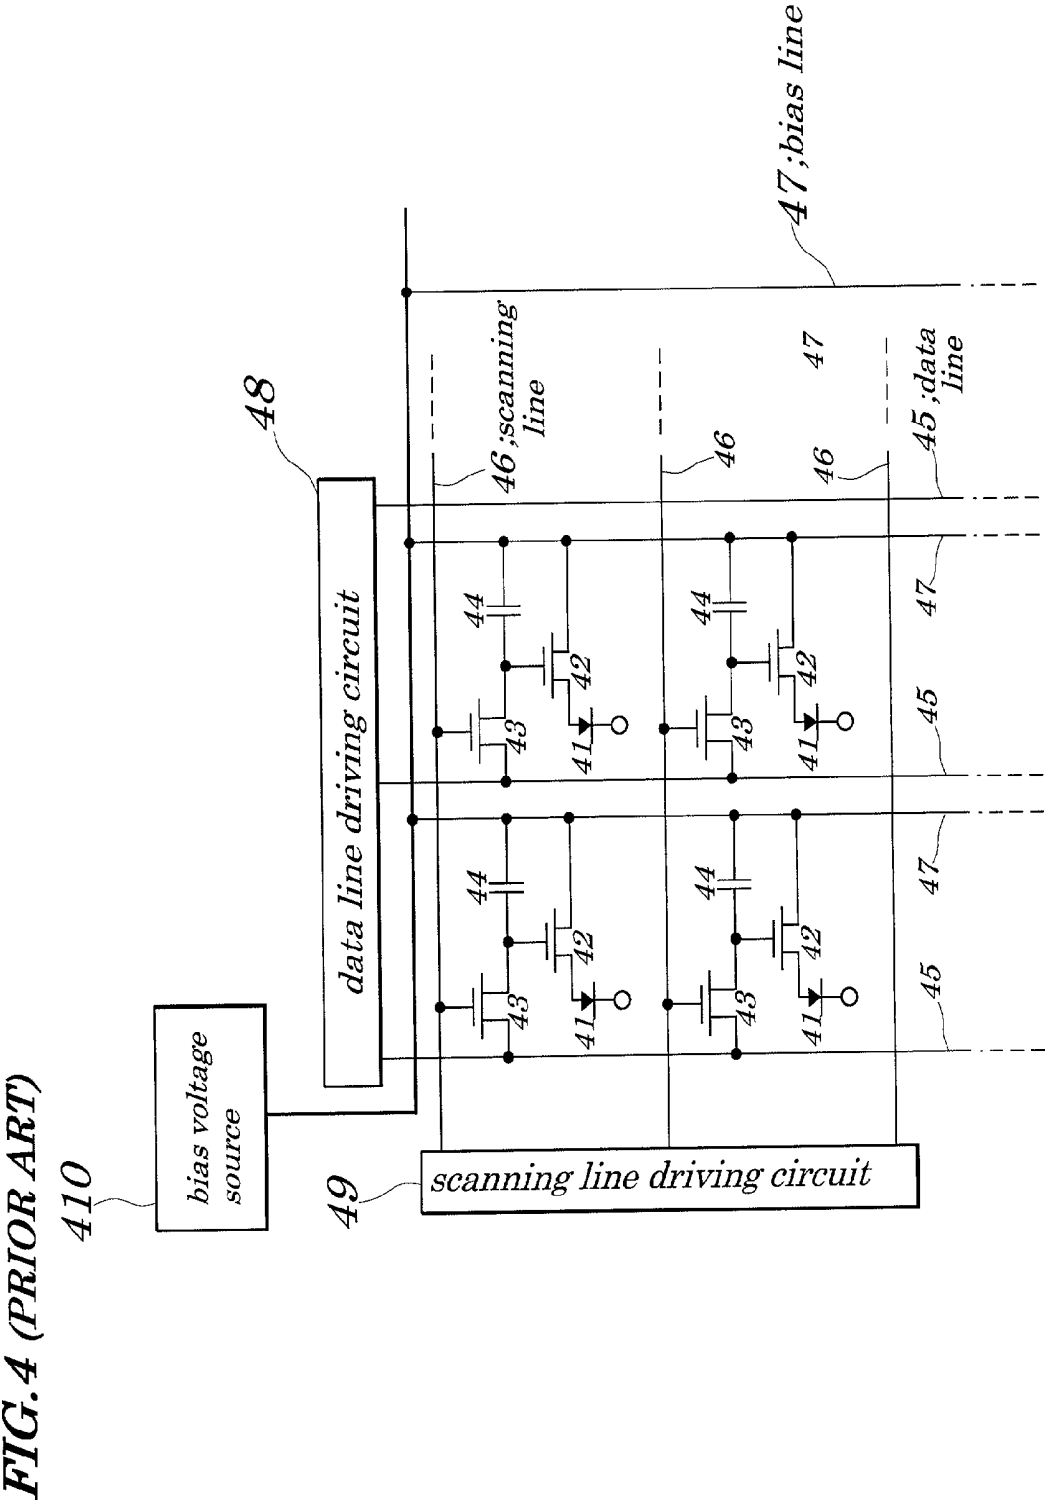 FIG.4 (PRIOR ART)
410
bias voltage
source
48
data line driving circuit
49
scanning line driving circuit
46;scanning
line
47;bias line
44
44
43
42
43
42
41
41
46
47
44
44
43
42
43
42
41
41
46
45
47
45
47
45;data
line